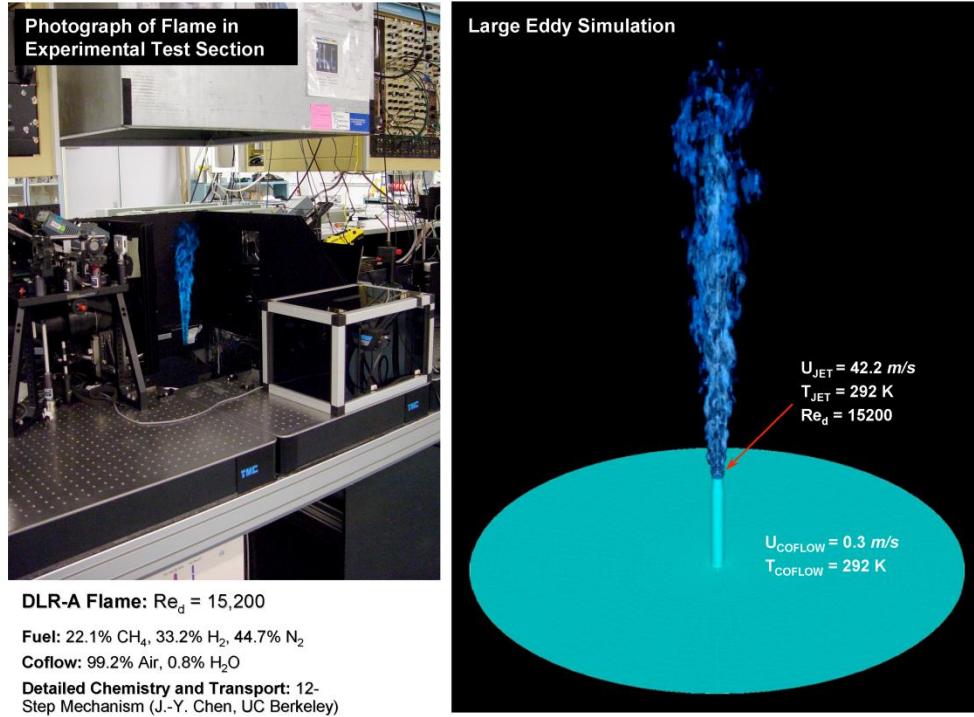 Photograph of Flame in
Experimental Test Section
TMC
TMC
TMC
DLR-A Flame: Re_d = 15,200
Fuel: 22.1% CH₄, 33.2% H₂, 44.7% N₂
Coflow: 99.2% Air, 0.8% H₂O
Detailed Chemistry and Transport: 12-
Step Mechanism (J.-Y. Chen, UC Berkeley)
Large Eddy Simulation
U_JET = 42.2 m/s
T_JET = 292 K
Re_d = 15200
U_COFLOW = 0.3 m/s
T_COFLOW = 292 K